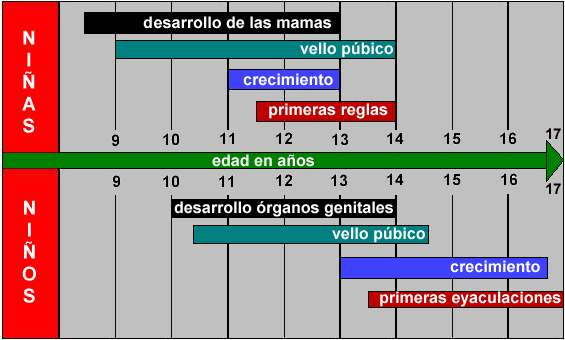 NIÑAS
desarrollo de las mamas
vello púbico
crecimiento
primeras reglas
9 10 11 12 13 14 15 16 17
edad en años
9 10 11 12 13 14 15 16 17
NIÑOS
desarrollo órganos genitales
vello púbico
crecimiento
primeras eyaculaciones